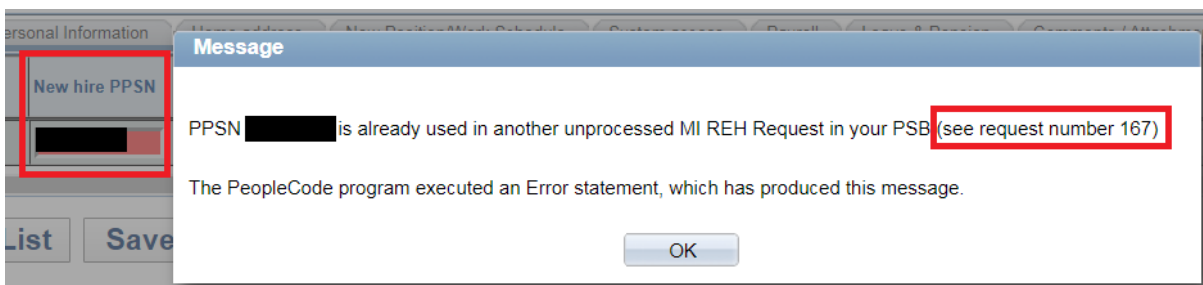 ersonal Information
Message
New hire PPSN
PPSN is already used in another unprocessed MI REH Request in your PSB (see request number 167)
The PeopleCode program executed an Error statement, which has produced this message.
List Save
OK